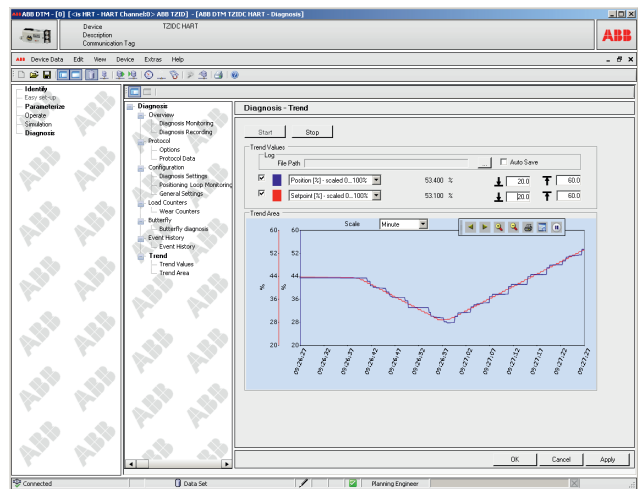 ABB DTM - [0] [ <is HRT - HART Channel:0> ABB TZID] - [ABB DTM TZIDC HART - Diagnosis]
Device TZIDC HART
Description
Communication Tag
ABB
ABB Device Data Edit View Device Extras Help
Identify
Easy set-up
Parameterize
Operate
Simulation
Diagnosis
Diagnosis
Overview
Diagnosis Monitoring
Diagnosis Recording
Protocol
Options
Protocol Data
Configuration
Diagnosis Settings
Positioning Loop Monitoring
General Settings
Load Counters
Wear Counters
Butterfly
Butterfly diagnosis
Event History
Event History
Trend
Trend Values
Trend Area
Diagnosis - Trend
Start Stop
Trend Values
Log
File Path ... Auto Save
Position [%] - scaled 0...100% 53.400 % 20.0 60.0
Setpoint [%] - scaled 0...100% 53.100 % 20.0 60.0
Trend Area
Scale Minute
60 60
52 52
44 44
% %
36 36
28 28
20 20
09:26:27 09:26:32 09:26:37 09:26:42 09:26:47 09:26:52 09:26:57 09:27:02 09:27:07 09:27:12 09:27:17 09:27:22 09:27:27
OK Cancel Apply
Connected Data Set Planning Engineer
ABB ABB ABB ABB